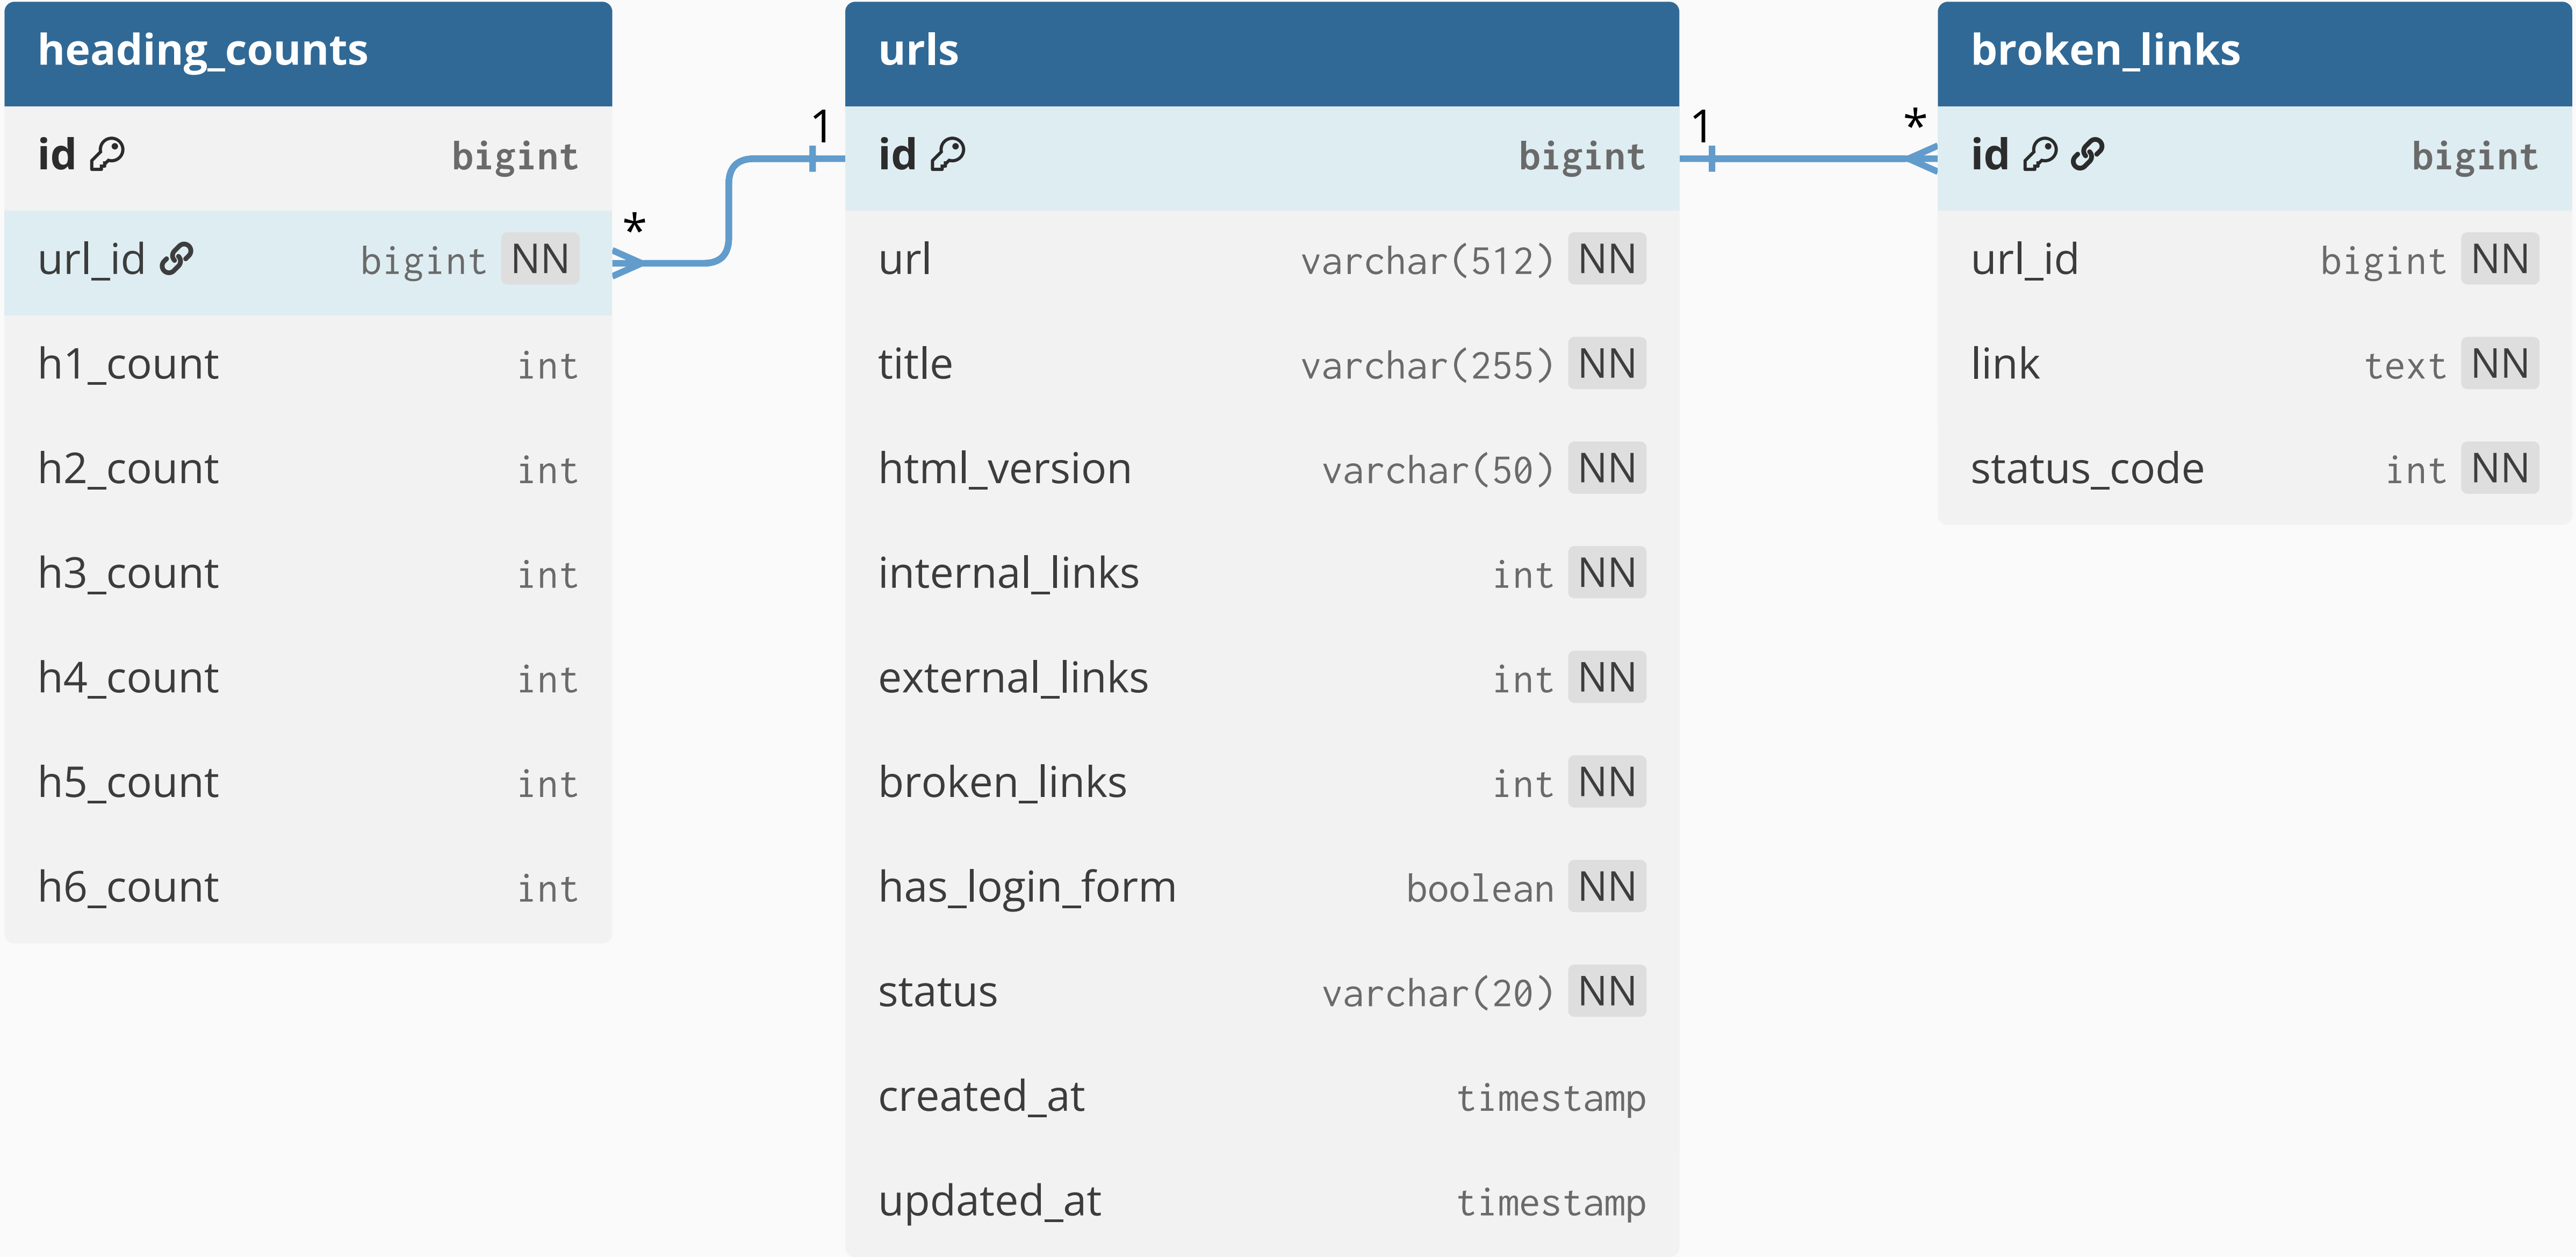 heading_counts
id bigint
url_id bigint NN
h1_count int
h2_count int
h3_count int
h4_count int
h5_count int
h6_count int
*
1
urls
id bigint
url varchar(512) NN
title varchar(255) NN
html_version varchar(50) NN
internal_links int NN
external_links int NN
broken_links int NN
has_login_form boolean NN
status varchar(20) NN
created_at timestamp
updated_at timestamp
1
*
broken_links
id bigint
url_id bigint NN
link text NN
status_code int NN